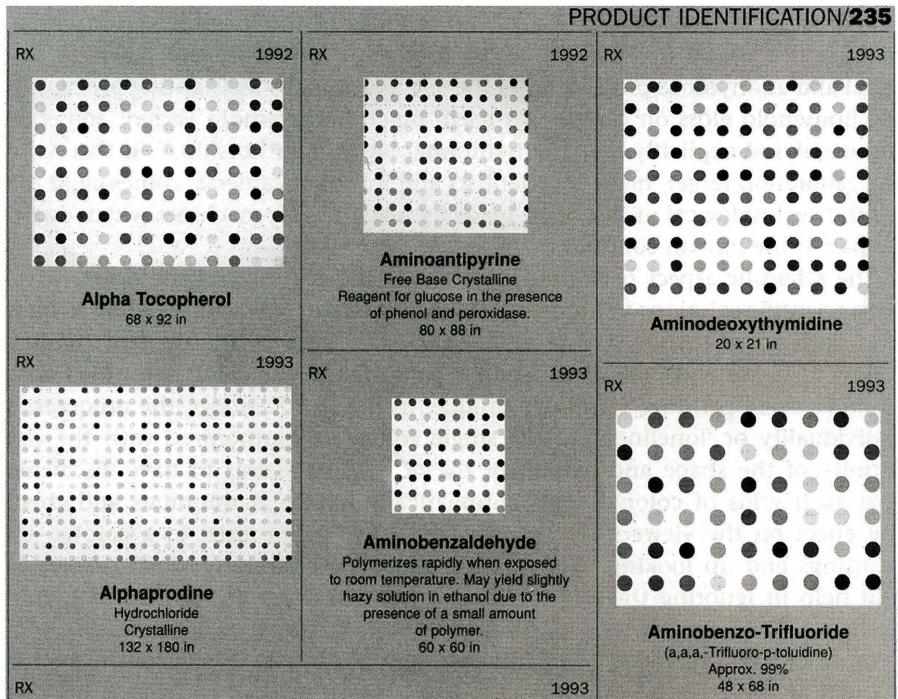 PRODUCT IDENTIFICATION/235
RX 1992
Alpha Tocopherol
68 x 92 in
RX 1993
Alphaprodine
Hydrochloride
Crystalline
132 x 180 in
RX 1993
RX 1992
Aminoantipyrine
Free Base Crystalline
Reagent for glucose in the presence
of phenol and peroxidase.
80 x 88 in
RX 1993
Aminobenzaldehyde
Polymerizes rapidly when exposed
to room temperature. May yield slightly
hazy solution in ethanol due to the
presence of a small amount
of polymer.
60 x 60 in
RX 1993
Aminodeoxythymidine
20 x 21 in
RX 1993
Aminobenzo-Trifluoride
(a,a,a,-Trifluoro-p-toluidine)
Approx. 99%
48 x 68 in